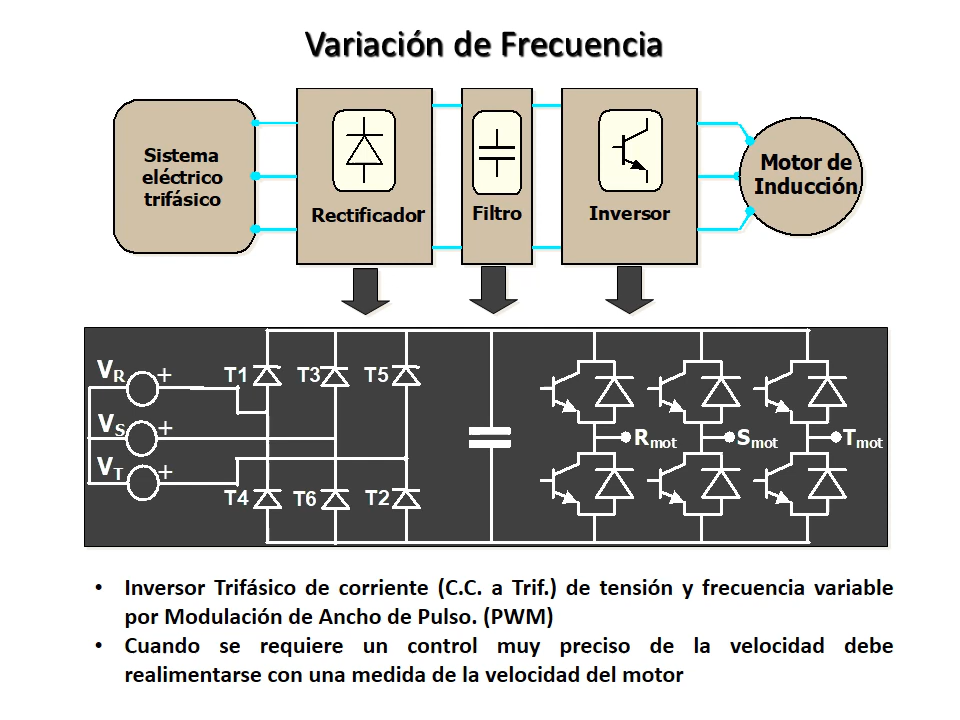 Variación de Frecuencia
Sistema
eléctrico
trifásico
Rectificador
Filtro
Inversor
Motor de
Inducción
VR +
T1 T3 T5
VS +
Rmot Smot Tmot
VT +
T4 T6 T2
• Inversor Trifásico de corriente (C.C. a Trif.) de tensión y frecuencia variable
por Modulación de Ancho de Pulso. (PWM)
• Cuando se requiere un control muy preciso de la velocidad debe
realimentarse con una medida de la velocidad del motor